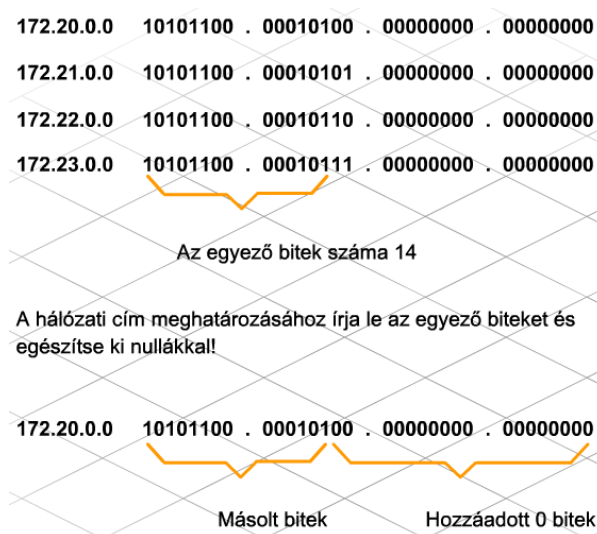 172.20.0.0 10101100 . 00010100 . 00000000 . 00000000
172.21.0.0 10101100 . 00010101 . 00000000 . 00000000
172.22.0.0 10101100 . 00010110 . 00000000 . 00000000
172.23.0.0 10101100 . 00010111 . 00000000 . 00000000
Az egyező bitek száma 14
A hálózati cím meghatározásához írja le az egyező biteket és
egészítse ki nullákkal!
172.20.0.0 10101100 . 00010100 . 00000000 . 00000000
Másolt bitek Hozzáadott 0 bitek